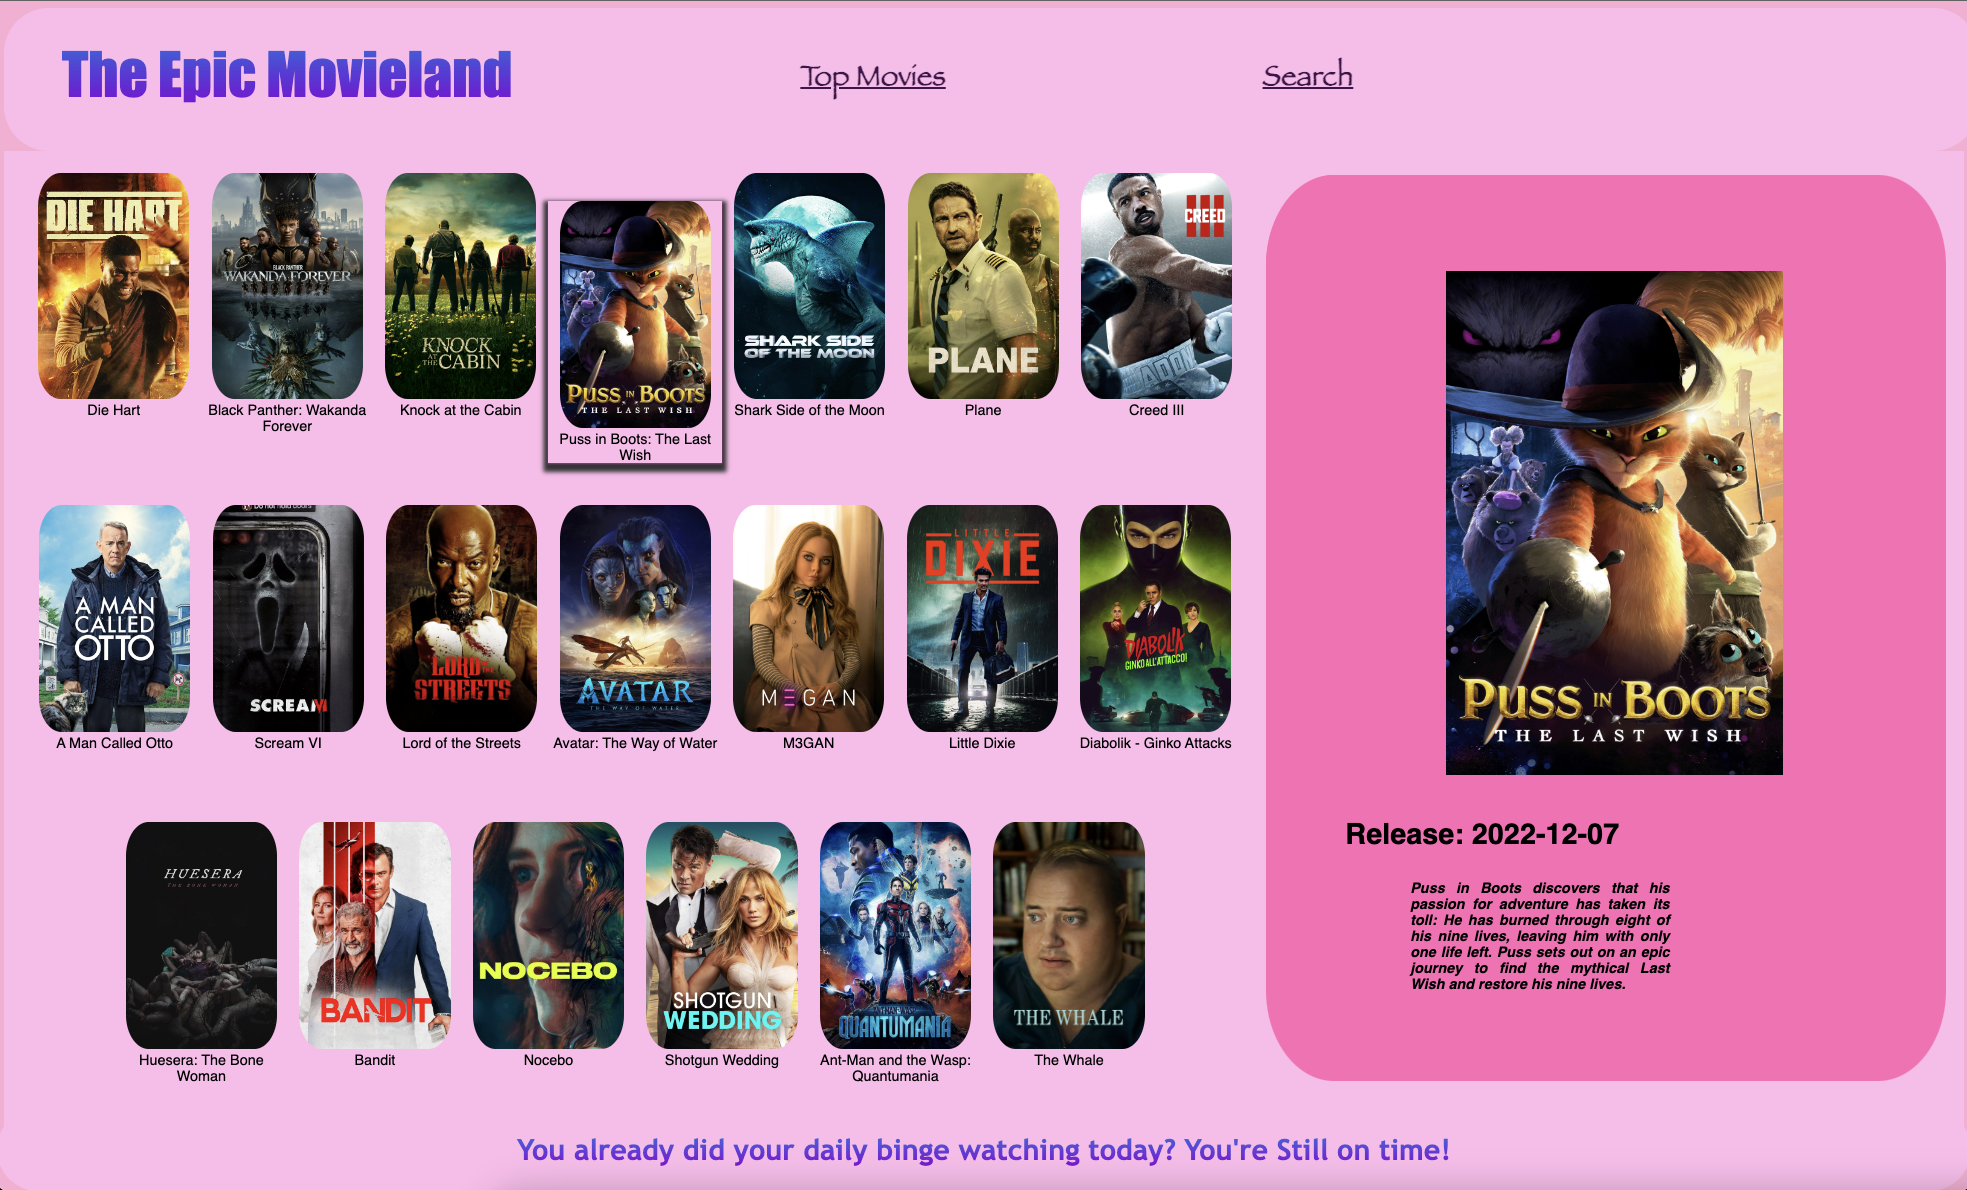 The Epic Movieland
Top Movies
Search
DIE HART
BLACK PANTHER
WAKANDA FOREVER
KNOCK
AT THE CABIN
PUSS IN BOOTS
THE LAST WISH
SHARK SIDE
OF THE MOON
PLANE
CREED
III
Die Hart
Black Panther: Wakanda
Forever
Knock at the Cabin
Puss in Boots: The Last
Wish
Shark Side of the Moon
Plane
Creed III
A MAN
CALLED
OTTO
SCREAM
LORD OF THE
STREETS
AVATAR
THE WAY OF WATER
M3GAN
LITTLE
DIXIE
DIABOLIK
GINKO ALL'ATTACCO!
A Man Called Otto
Scream VI
Lord of the Streets
Avatar: The Way of Water
M3GAN
Little Dixie
Diabolik - Ginko Attacks
HUESERA
THE BONE WOMAN
BANDIT
NOCEBO
SHOTGUN
WEDDING
QUANTUMANIA
THE WHALE
Huesera: The Bone
Woman
Bandit
Nocebo
Shotgun Wedding
Ant-Man and the Wasp:
Quantumania
The Whale
PUSS IN BOOTS
THE LAST WISH
Release: 2022-12-07
Puss in Boots discovers that his
passion for adventure has taken its
toll: He has burned through eight of
his nine lives, leaving him with only
one life left. Puss sets out on an epic
journey to find the mythical Last
Wish and restore his nine lives.
You already did your daily binge watching today? You're Still on time!